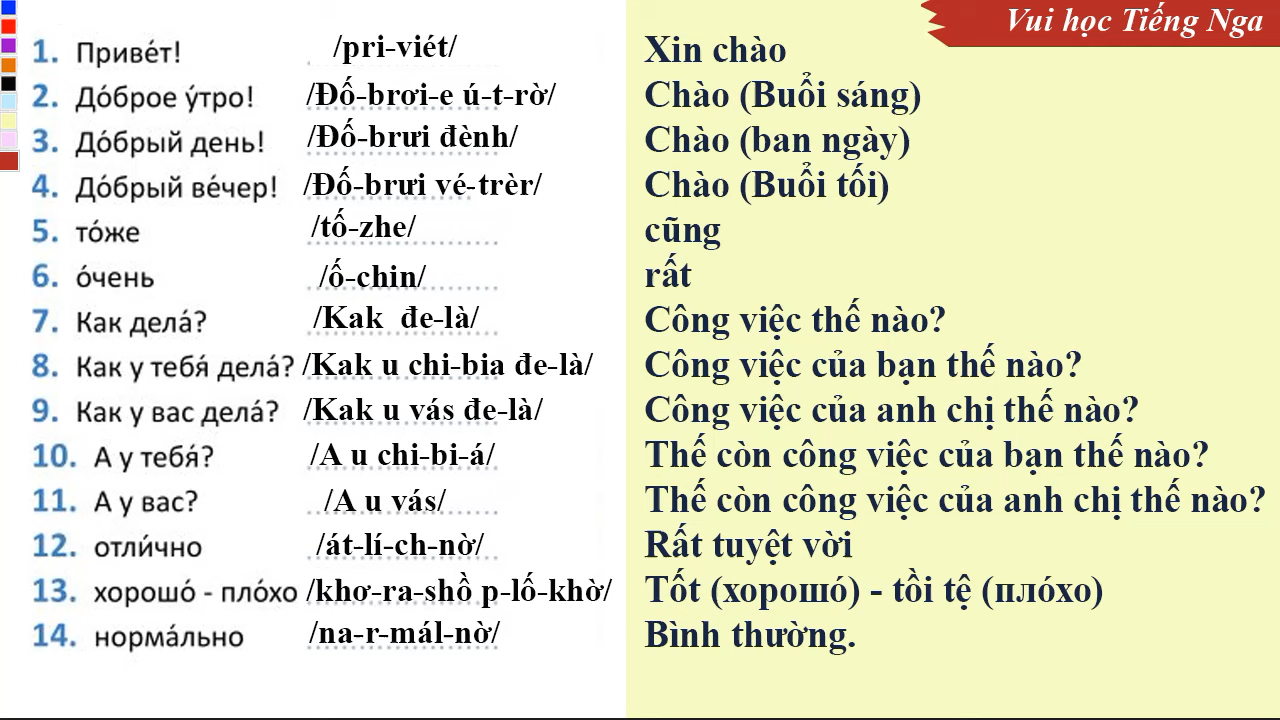 Vui học Tiếng Nga
1. Приве́т! /pri-viét/ Xin chào
2. До́брое у́тро! /Đố-brơi-e ú-t-rờ/ Chào (Buổi sáng)
3. До́брый день! /Đố-brưi đènh/ Chào (ban ngày)
4. До́брый ве́чер! /Đố-brưi vé-trèr/ Chào (Buổi tối)
5. то́же /tố-zhe/ cũng
6. о́чень /ố-chin/ rất
7. Как дела́? /Kak đe-là/ Công việc thế nào?
8. Как у тебя́ дела́? /Kak u chi-bia đe-là/ Công việc của bạn thế nào?
9. Как у вас дела́? /Kak u vás đe-là/ Công việc của anh chị thế nào?
10. А у тебя́? /A u chi-bi-á/ Thế còn công việc của bạn thế nào?
11. А у вас? /A u vás/ Thế còn công việc của anh chị thế nào?
12. отли́чно /át-lí-ch-nờ/ Rất tuyệt vời
13. хорошо́ - пло́хо /khơ-ra-shồ p-lố-khờ/ Tốt (хорошо́) - tồi tệ (пло́хо)
14. норма́льно /na-r-mál-nờ/ Bình thường.